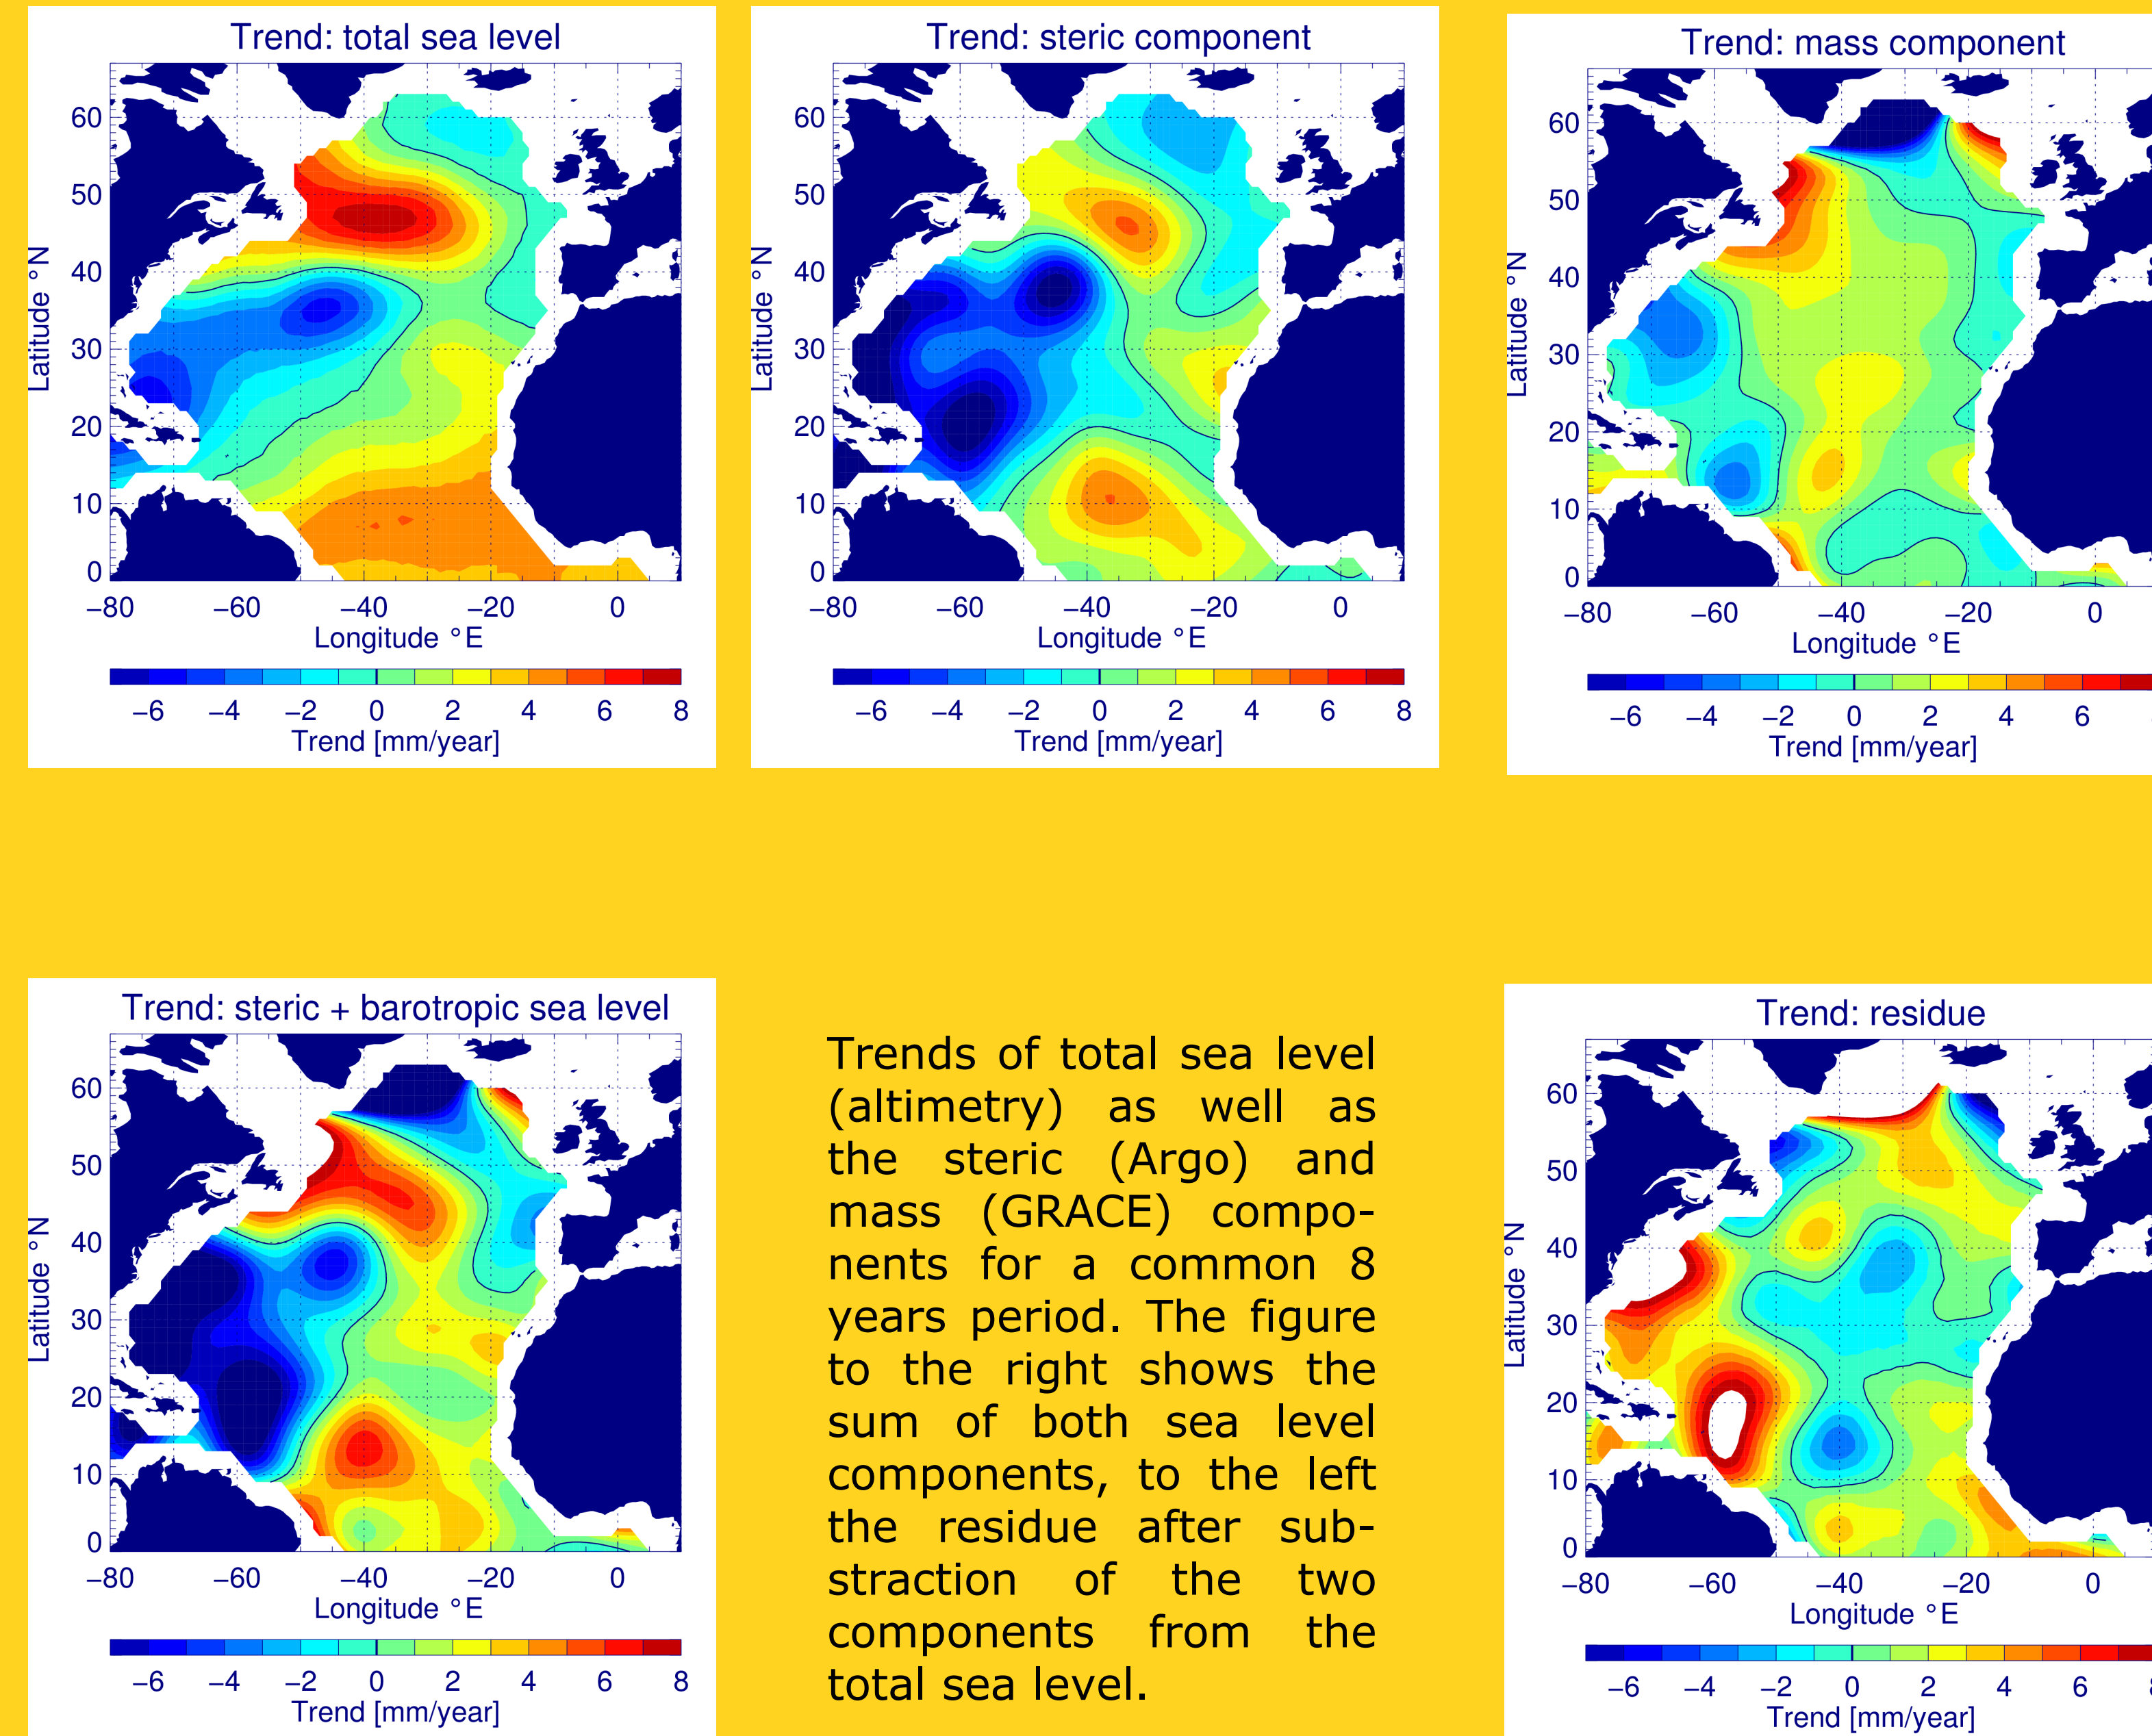 Trend: total sea level
Latitude °N
60
50
40
30
20
10
0
−80 −60 −40 −20 0
Longitude °E
−6 −4 −2 0 2 4 6 8
Trend [mm/year]
Trend: steric component
Latitude °N
60
50
40
30
20
10
0
−80 −60 −40 −20 0
Longitude °E
−6 −4 −2 0 2 4 6 8
Trend [mm/year]
Trend: mass component
Latitude °N
60
50
40
30
20
10
0
−80 −60 −40 −20 0
Longitude °E
−6 −4 −2 0 2 4 6
Trend [mm/year]
Trend: steric + barotropic sea level
Latitude °N
60
50
40
30
20
10
0
−80 −60 −40 −20 0
Longitude °E
−6 −4 −2 0 2 4 6 8
Trend [mm/year]
Trends of total sea level
(altimetry) as well as
the steric (Argo) and
mass (GRACE) compo-
nents for a common 8
years period. The figure
to the right shows the
sum of both sea level
components, to the left
the residue after sub-
straction of the two
components from the
total sea level.
Trend: residue
Latitude °N
60
50
40
30
20
10
0
−80 −60 −40 −20 0
Longitude °E
−6 −4 −2 0 2 4 6 8
Trend [mm/year]